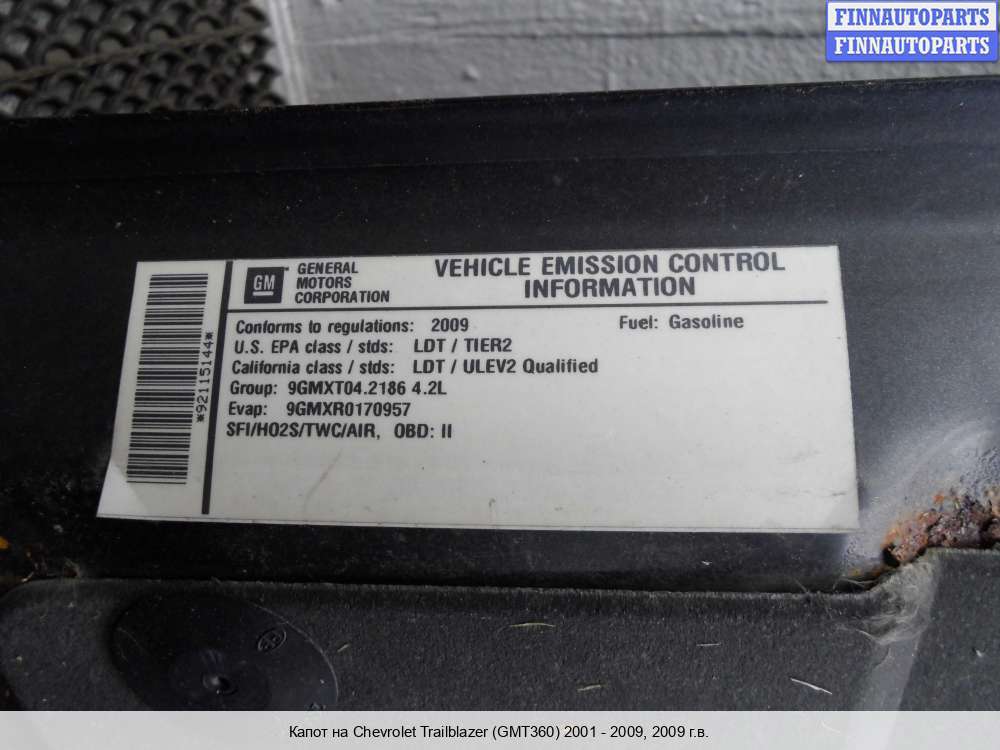 FINNAUTOPARTS
FINNAUTOPARTS
GM
GENERAL
MOTORS
CORPORATION
VEHICLE EMISSION CONTROL
INFORMATION
Conforms to regulations: 2009 Fuel: Gasoline
U.S. EPA class / stds: LDT / TIER2
California class / stds: LDT / ULEV2 Qualified
Group: 9GMXT04.2186 4.2L
Evap: 9GMXR0170957
SFI/HO2S/TWC/AIR, OBD: II
*92115144*
Капот на Chevrolet Trailblazer (GMT360) 2001 - 2009, 2009 г.в.